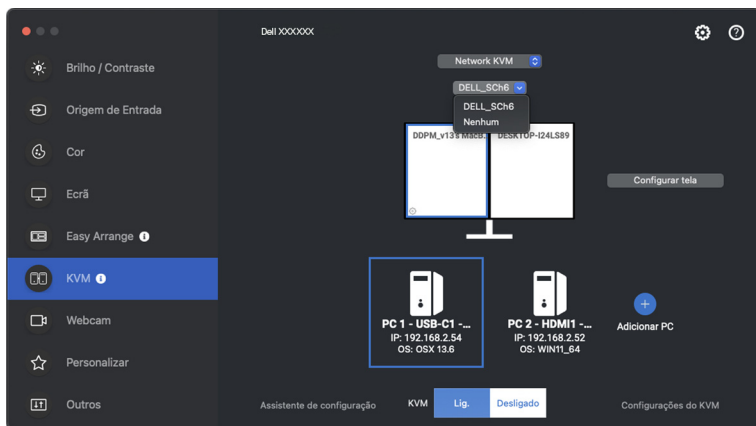 Dell XXXXXX
Brilho / Contraste
Origem de Entrada
Cor
Ecrã
Easy Arrange
KVM
Webcam
Personalizar
Outros
Network KVM
DELL_SCh6
DELL_SCh6
Nenhum
DDPM_v13's MacB...
DESKTOP-I24LS89
Configurar tela
PC 1 - USB-C1 -...
IP: 192.168.2.54
OS: OSX 13.6
PC 2 - HDMI1 -...
IP: 192.168.2.52
OS: WIN11_64
Adicionar PC
Assistente de configuração
KVM
Lig.
Desligado
Configurações do KVM